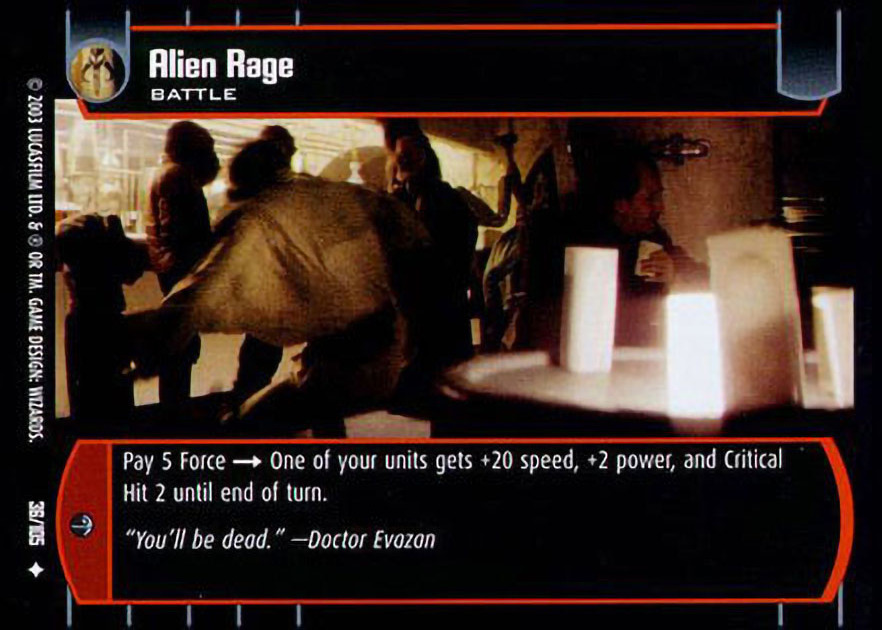 Alien Rage
BATTLE
Pay 5 Force → One of your units gets +20 speed, +2 power, and Critical
Hit 2 until end of turn.
"You'll be dead." —Doctor Evazan
© 2003 LUCASFILM LTD. & ® OR TM. GAME DESIGN: WIZARDS.
36/105